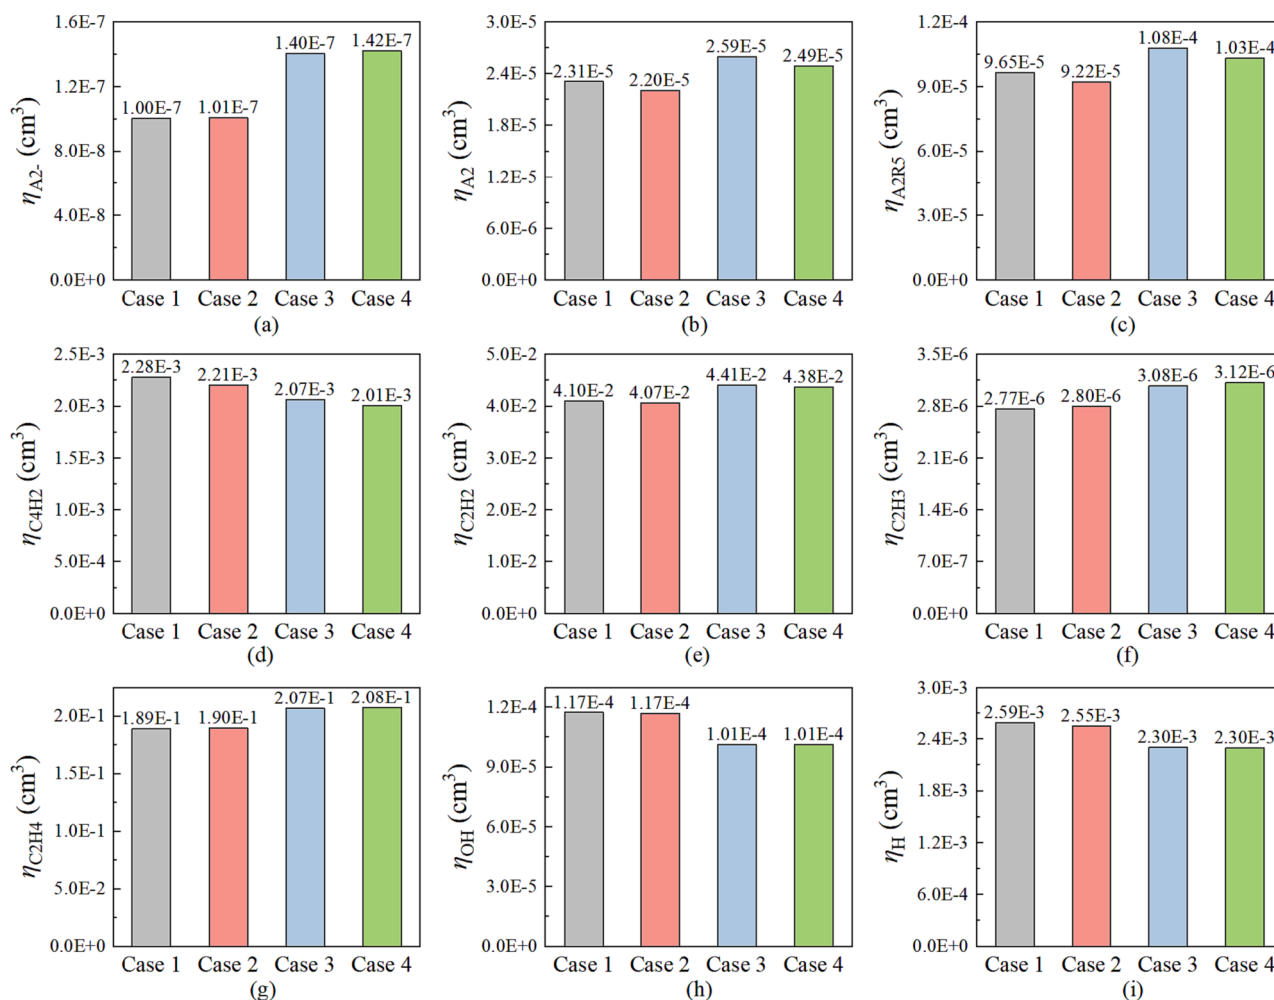 1.6E-7
1.2E-7
8.0E-8
4.0E-8
0.0E+0
ηA2- (cm³)
1.00E-7
1.01E-7
1.40E-7
1.42E-7
Case 1 Case 2 Case 3 Case 4
(a)
3.0E-5
2.4E-5
1.8E-5
1.2E-5
6.0E-6
0.0E+0
ηA2 (cm³)
2.31E-5
2.20E-5
2.59E-5
2.49E-5
Case 1 Case 2 Case 3 Case 4
(b)
1.2E-4
9.0E-5
6.0E-5
3.0E-5
0.0E+0
ηA2R5 (cm³)
9.65E-5
9.22E-5
1.08E-4
1.03E-4
Case 1 Case 2 Case 3 Case 4
(c)
2.5E-3
2.0E-3
1.5E-3
1.0E-3
5.0E-4
0.0E+0
ηC4H2 (cm³)
2.28E-3
2.21E-3
2.07E-3
2.01E-3
Case 1 Case 2 Case 3 Case 4
(d)
5.0E-2
4.0E-2
3.0E-2
2.0E-2
1.0E-2
0.0E+0
ηC2H2 (cm³)
4.10E-2
4.07E-2
4.41E-2
4.38E-2
Case 1 Case 2 Case 3 Case 4
(e)
3.5E-6
2.8E-6
2.1E-6
1.4E-6
7.0E-7
0.0E+0
ηC2H3 (cm³)
2.77E-6
2.80E-6
3.08E-6
3.12E-6
Case 1 Case 2 Case 3 Case 4
(f)
2.0E-1
1.5E-1
1.0E-1
5.0E-2
0.0E+0
ηC2H4 (cm³)
1.89E-1
1.90E-1
2.07E-1
2.08E-1
Case 1 Case 2 Case 3 Case 4
(g)
1.2E-4
9.0E-5
6.0E-5
3.0E-5
0.0E+0
ηOH (cm³)
1.17E-4
1.17E-4
1.01E-4
1.01E-4
Case 1 Case 2 Case 3 Case 4
(h)
3.0E-3
2.4E-3
1.8E-3
1.2E-3
6.0E-4
0.0E+0
ηH (cm³)
2.59E-3
2.55E-3
2.30E-3
2.30E-3
Case 1 Case 2 Case 3 Case 4
(i)